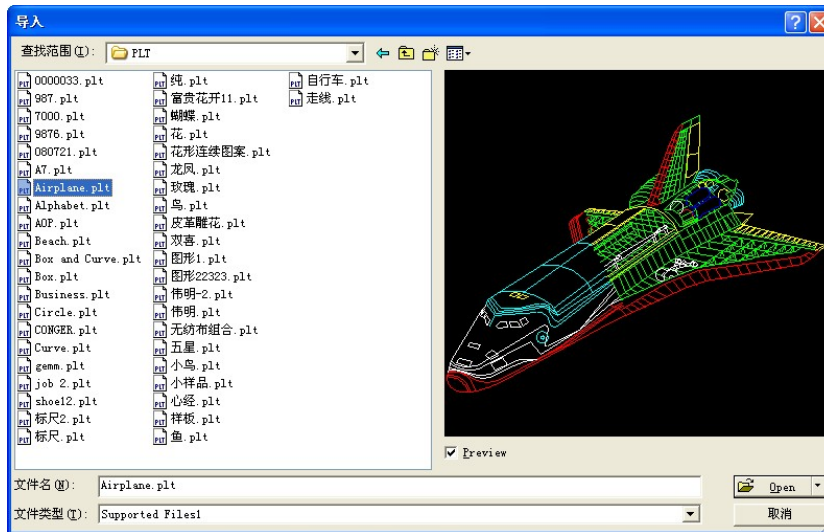 导入
查找范围(I): PLT
0000033.plt
987.plt
7000.plt
9876.plt
080721.plt
A7.plt
Airplane.plt
Alphabet.plt
AOP.plt
Beach.plt
Box and Curve.plt
Box.plt
Business.plt
Circle.plt
CONGER.plt
Curve.plt
gemm.plt
job 2.plt
shoe12.plt
标尺2.plt
标尺.plt
纯.plt
富贵花开11.plt
蝴蝶.plt
花.plt
花形连续图案.plt
龙凤.plt
玫瑰.plt
鸟.plt
皮革雕花.plt
双喜.plt
图形1.plt
图形22323.plt
伟明-2.plt
伟明.plt
无纺布组合.plt
五星.plt
小鸟.plt
小样品.plt
心经.plt
样板.plt
鱼.plt
自行车.plt
走线.plt
Preview
文件名(N): Airplane.plt
Open
文件类型(T): Supported Files1
取消